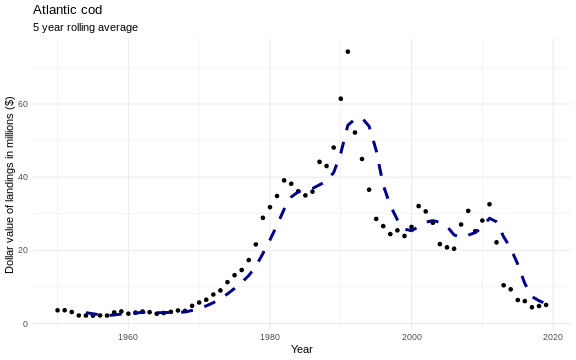 Atlantic cod
5 year rolling average
Dollar value of landings in millions ($)
60
40
20
0
1960 1980 2000 2020
Year